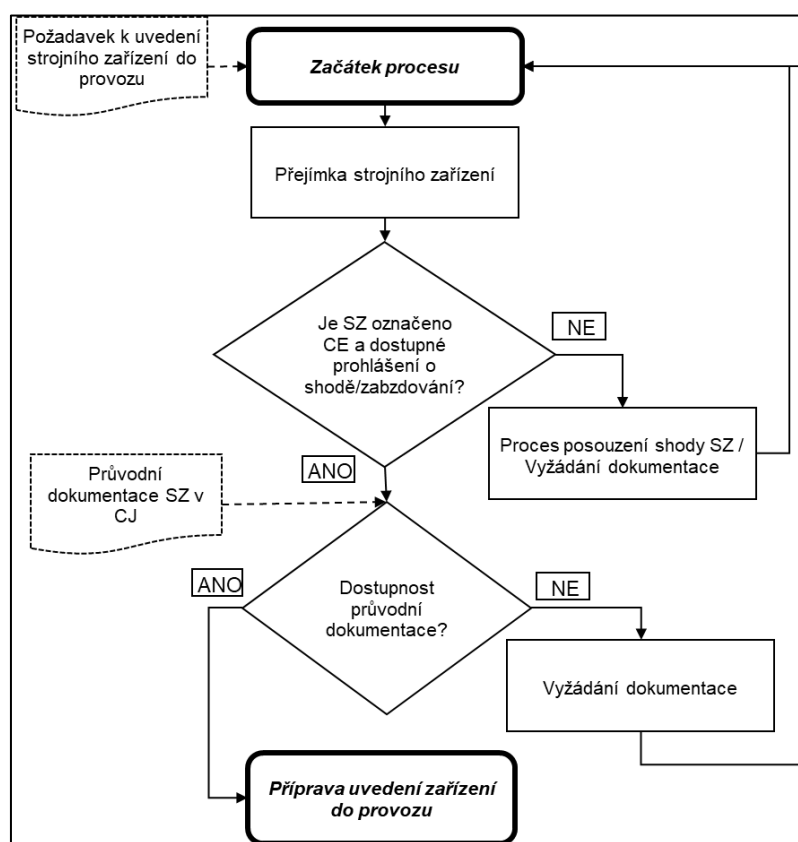 Požadavek k uvedení
strojního zařízení do
provozu
Začátek procesu
Přejímka strojního zařízení
Je SZ označeno
CE a dostupné
prohlášení o
shodě/zabzdování?
NE
Proces posouzení shody SZ /
Vyžádání dokumentace
ANO
Průvodní
dokumentace SZ v
CJ
ANO
Dostupnost
průvodní
dokumentace?
NE
Vyžádání dokumentace
Příprava uvedení zařízení
do provozu